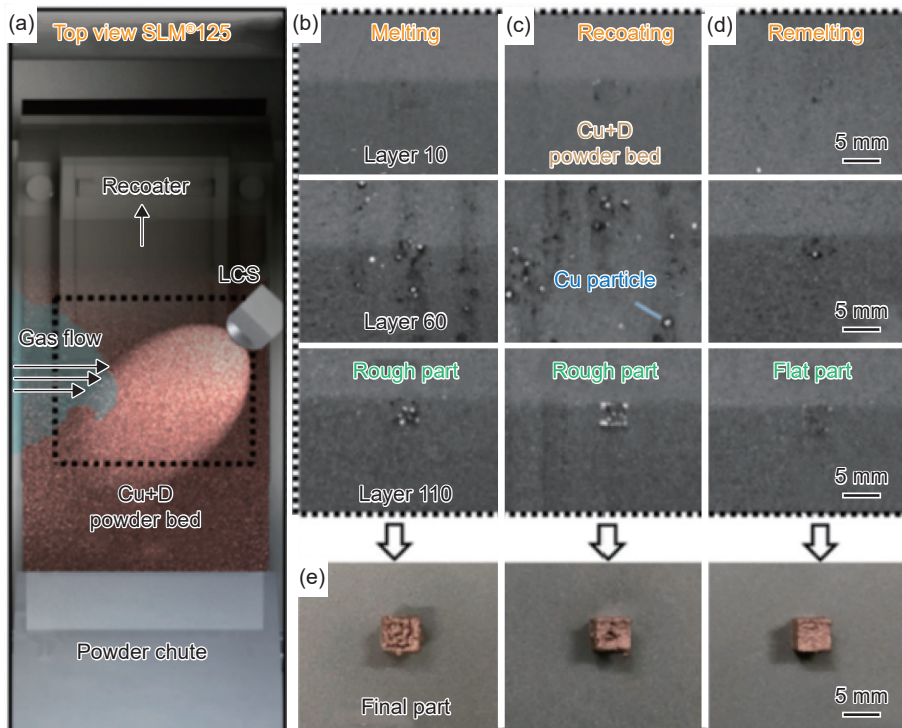 (a)
Top view SLM®125
Recoater
LCS
Gas flow
Cu+D
powder bed
Powder chute
(b)
Melting
Layer 10
Layer 60
Rough part
Layer 110
(c)
Recoating
Cu+D
powder bed
Cu particle
Rough part
(d)
Remelting
5 mm
5 mm
Flat part
5 mm
(e)
Final part
5 mm